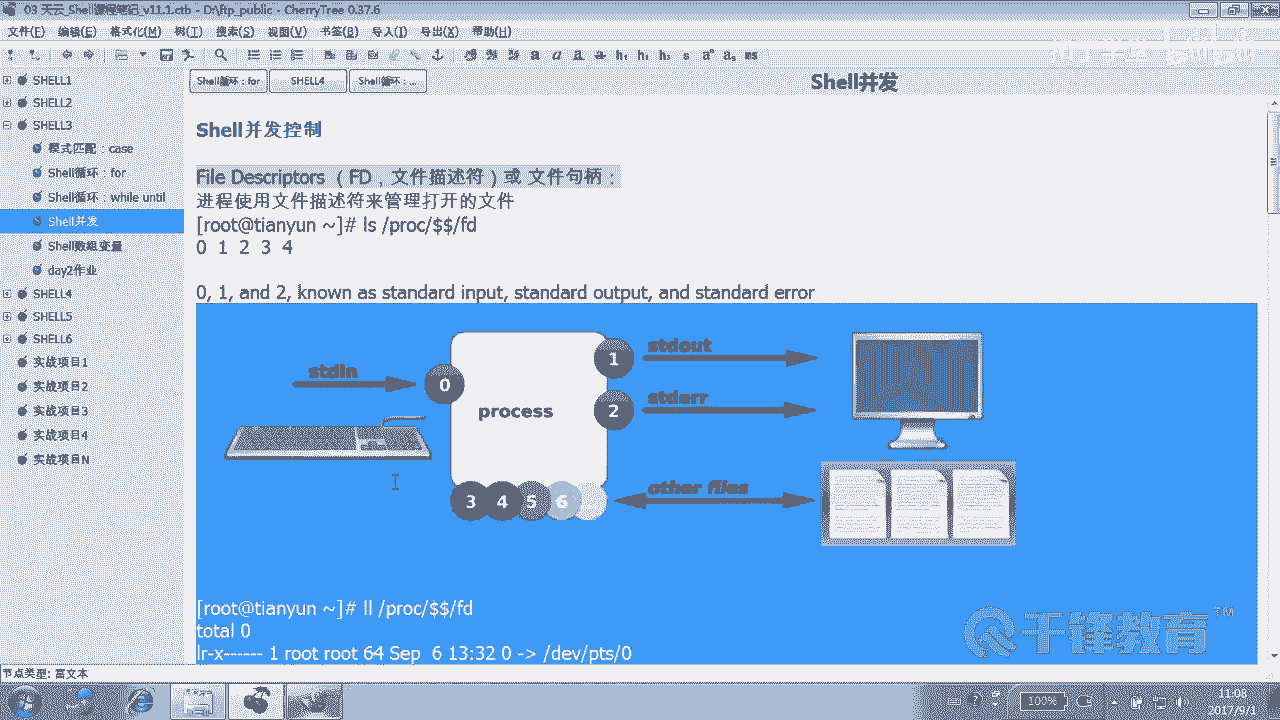 03 天云_Shell课程笔记_v11.1.ctb - D:\ftp_public - CherryTree 0.37.6
文件(F) 编辑(E) 格式化(M) 树(T) 搜索(S) 视图(V) 书签(B) 导入(I) 导出(X) 帮助(H)
SHELL1
SHELL2
SHELL3
模式匹配：case
Shell循环：for
Shell循环：while until
Shell并发
Shell数组变量
day2作业
SHELL4
SHELL5
SHELL6
实战项目1
实战项目2
实战项目3
实战项目4
实战项目N
Shell循环：for SHELL4 Shell循环：...
Shell并发
Shell并发控制
File Descriptors （FD，文件描述符）或 文件句柄：
进程使用文件描述符来管理打开的文件
[root@tianyun ~]# ls /proc/$$/fd
0 1 2 3 4
0, 1, and 2, known as standard input, standard output, and standard error
stdin
0
process
1
stdout
2
stderr
3 4 5 6
other files
[root@tianyun ~]# ll /proc/$$/fd
total 0
lr-x------ 1 root root 64 Sep 6 13:32 0 -> /dev/pts/0
千锋教育 TM
节点类型: 富文本
100%
11:08
2017/9/1